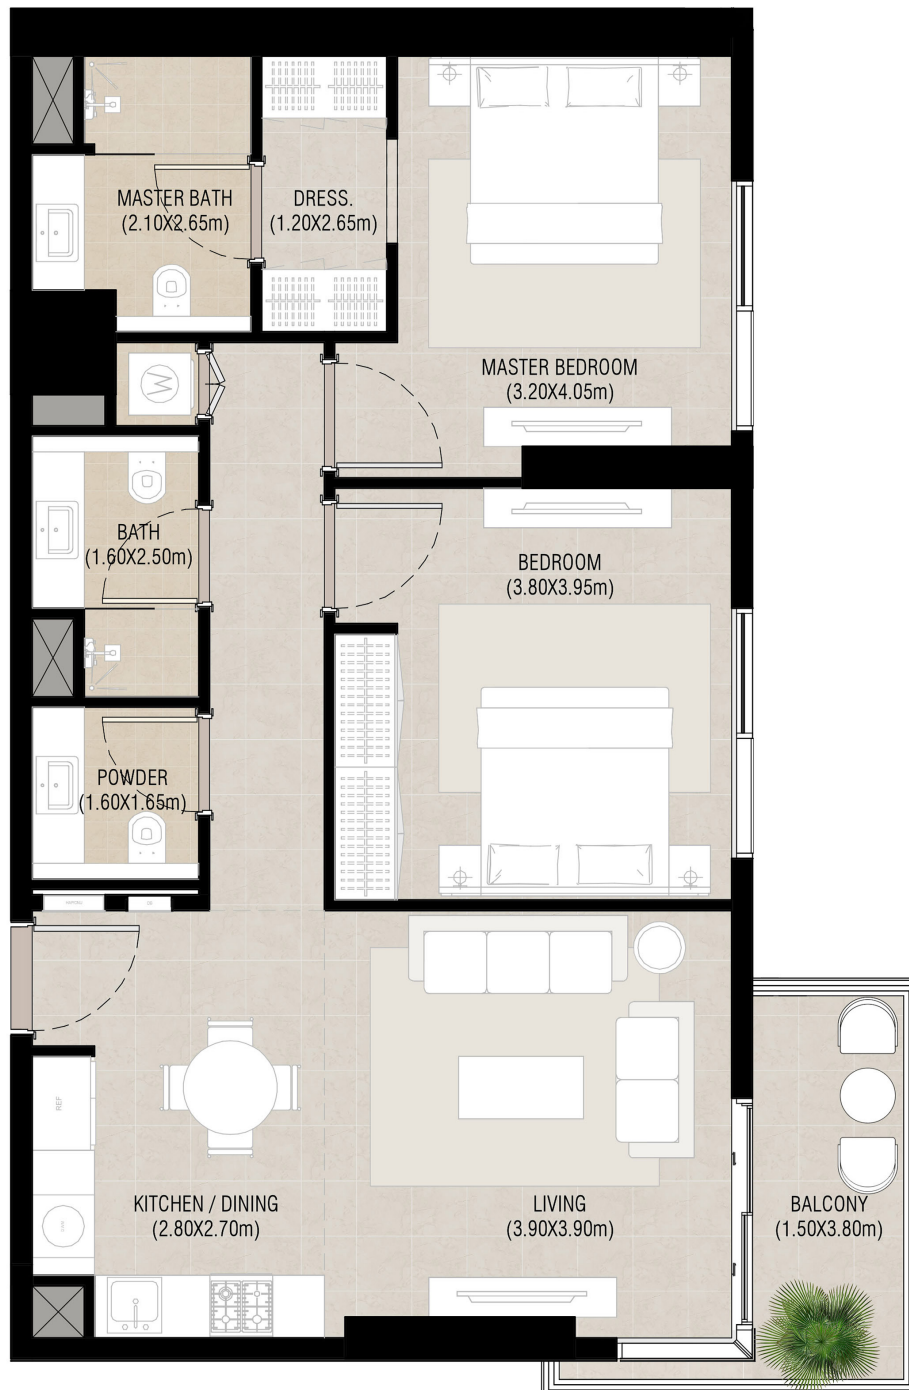 MASTER BATH
(2.10X2.65m)
DRESS.
(1.20X2.65m)
MASTER BEDROOM
(3.20X4.05m)
W
BATH
(1.60X2.50m)
BEDROOM
(3.80X3.95m)
POWDER
(1.60X1.65m)
REF
KITCHEN / DINING
(2.80X2.70m)
LIVING
(3.90X3.90m)
BALCONY
(1.50X3.80m)